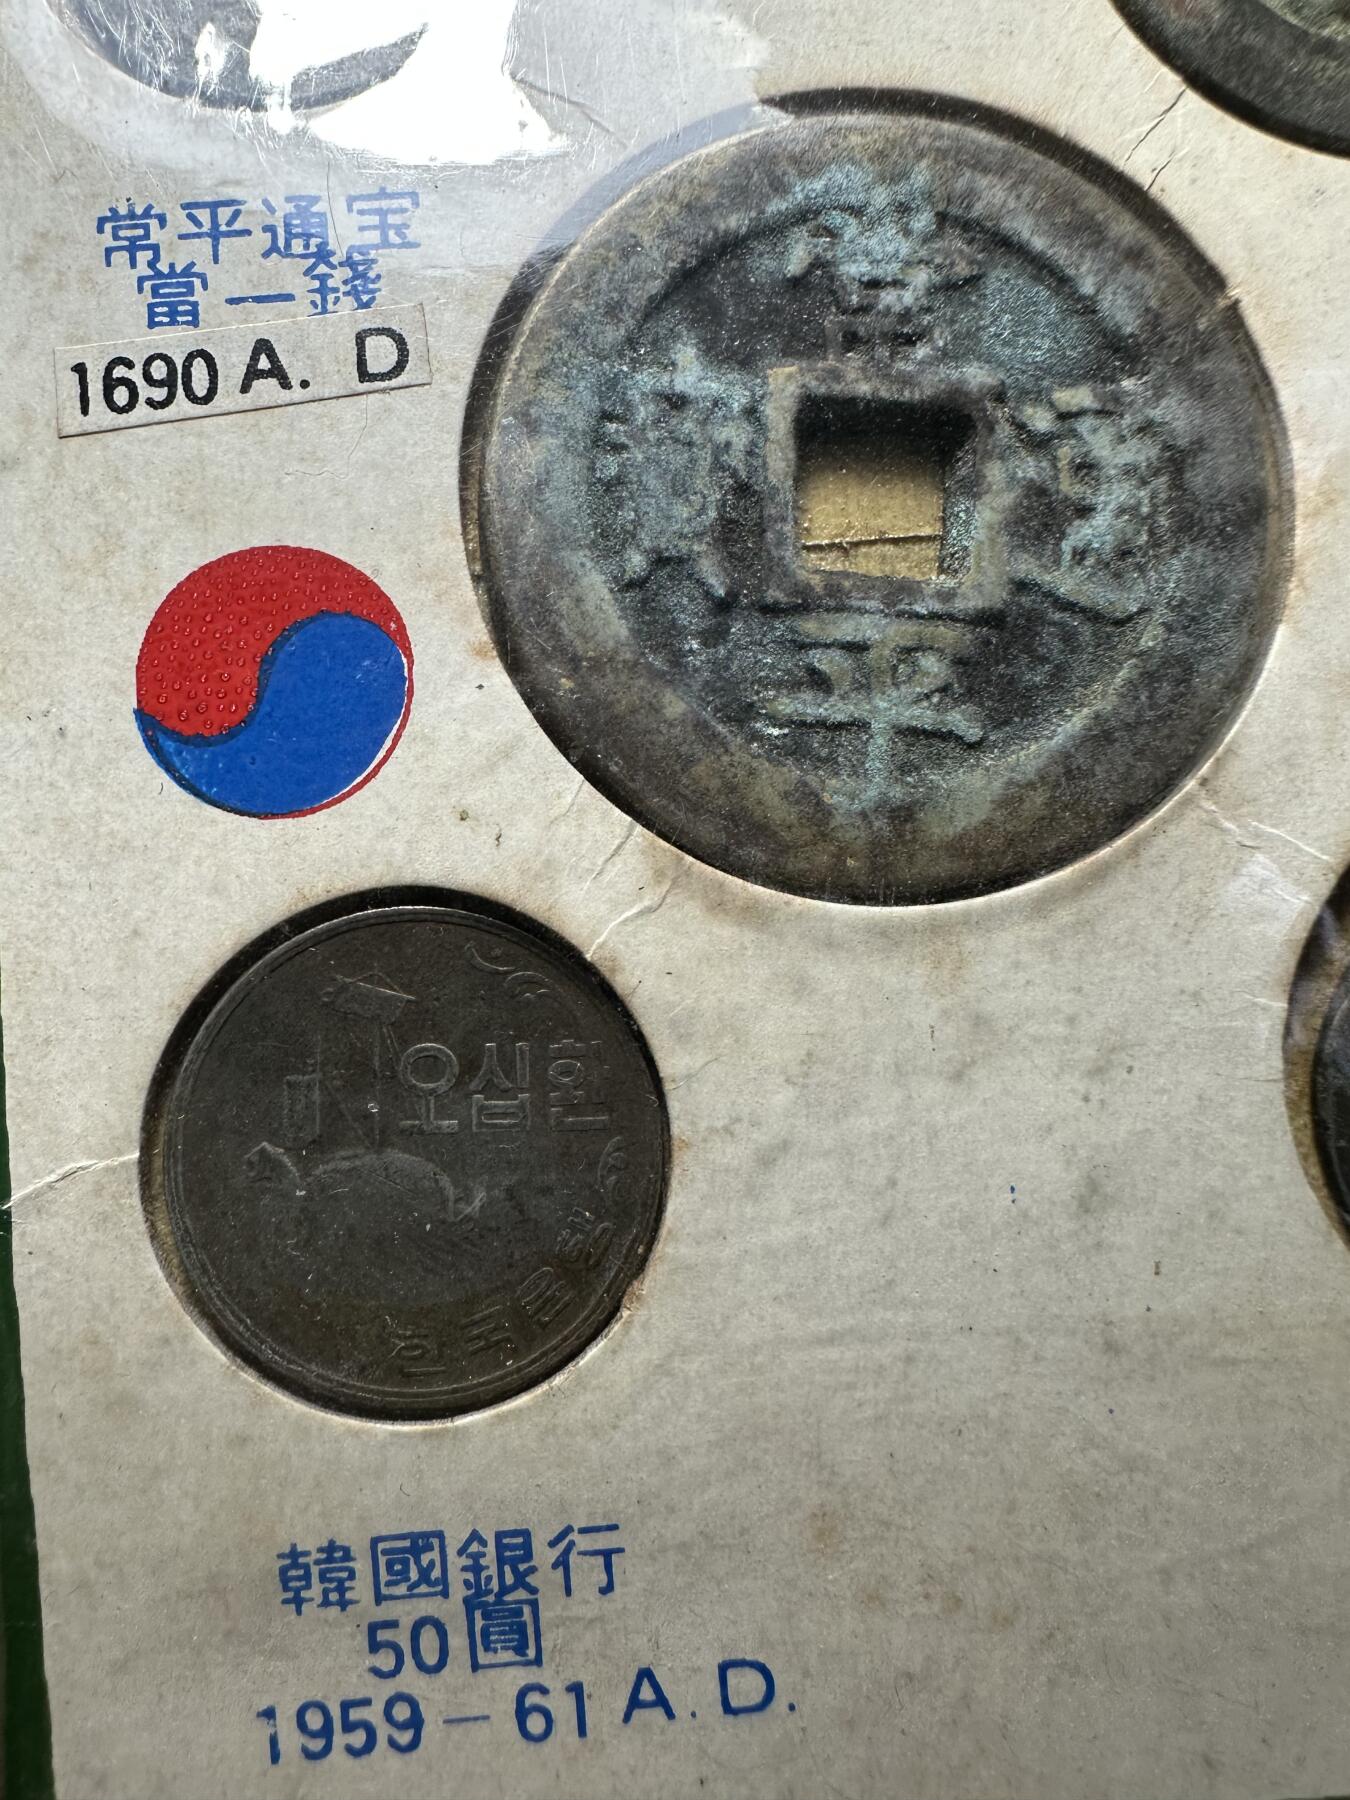 常平通宝
當一錢
1690 A. D
常平通寶
오십환
한국은행
韓國銀行
50圓
1959-61 A.D.